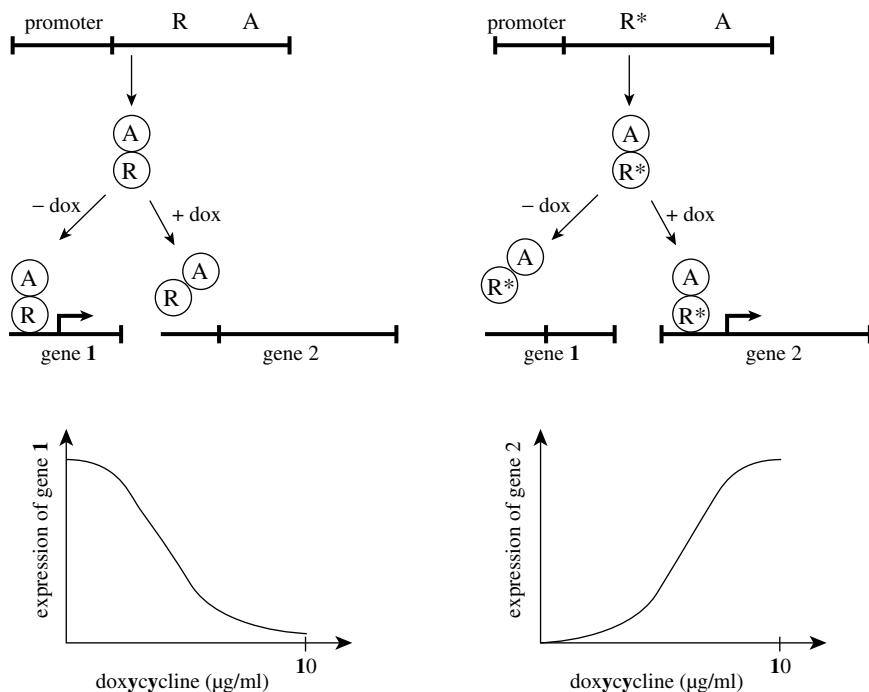 promoter R A
A
R
– dox + dox
A
R
A
R
gene 1 gene 2
expression of gene 1
10
doxycycline (µg/ml)
promoter R* A
A
R*
– dox + dox
A
R*
A
R*
gene 1 gene 2
expression of gene 2
10
doxycycline (µg/ml)